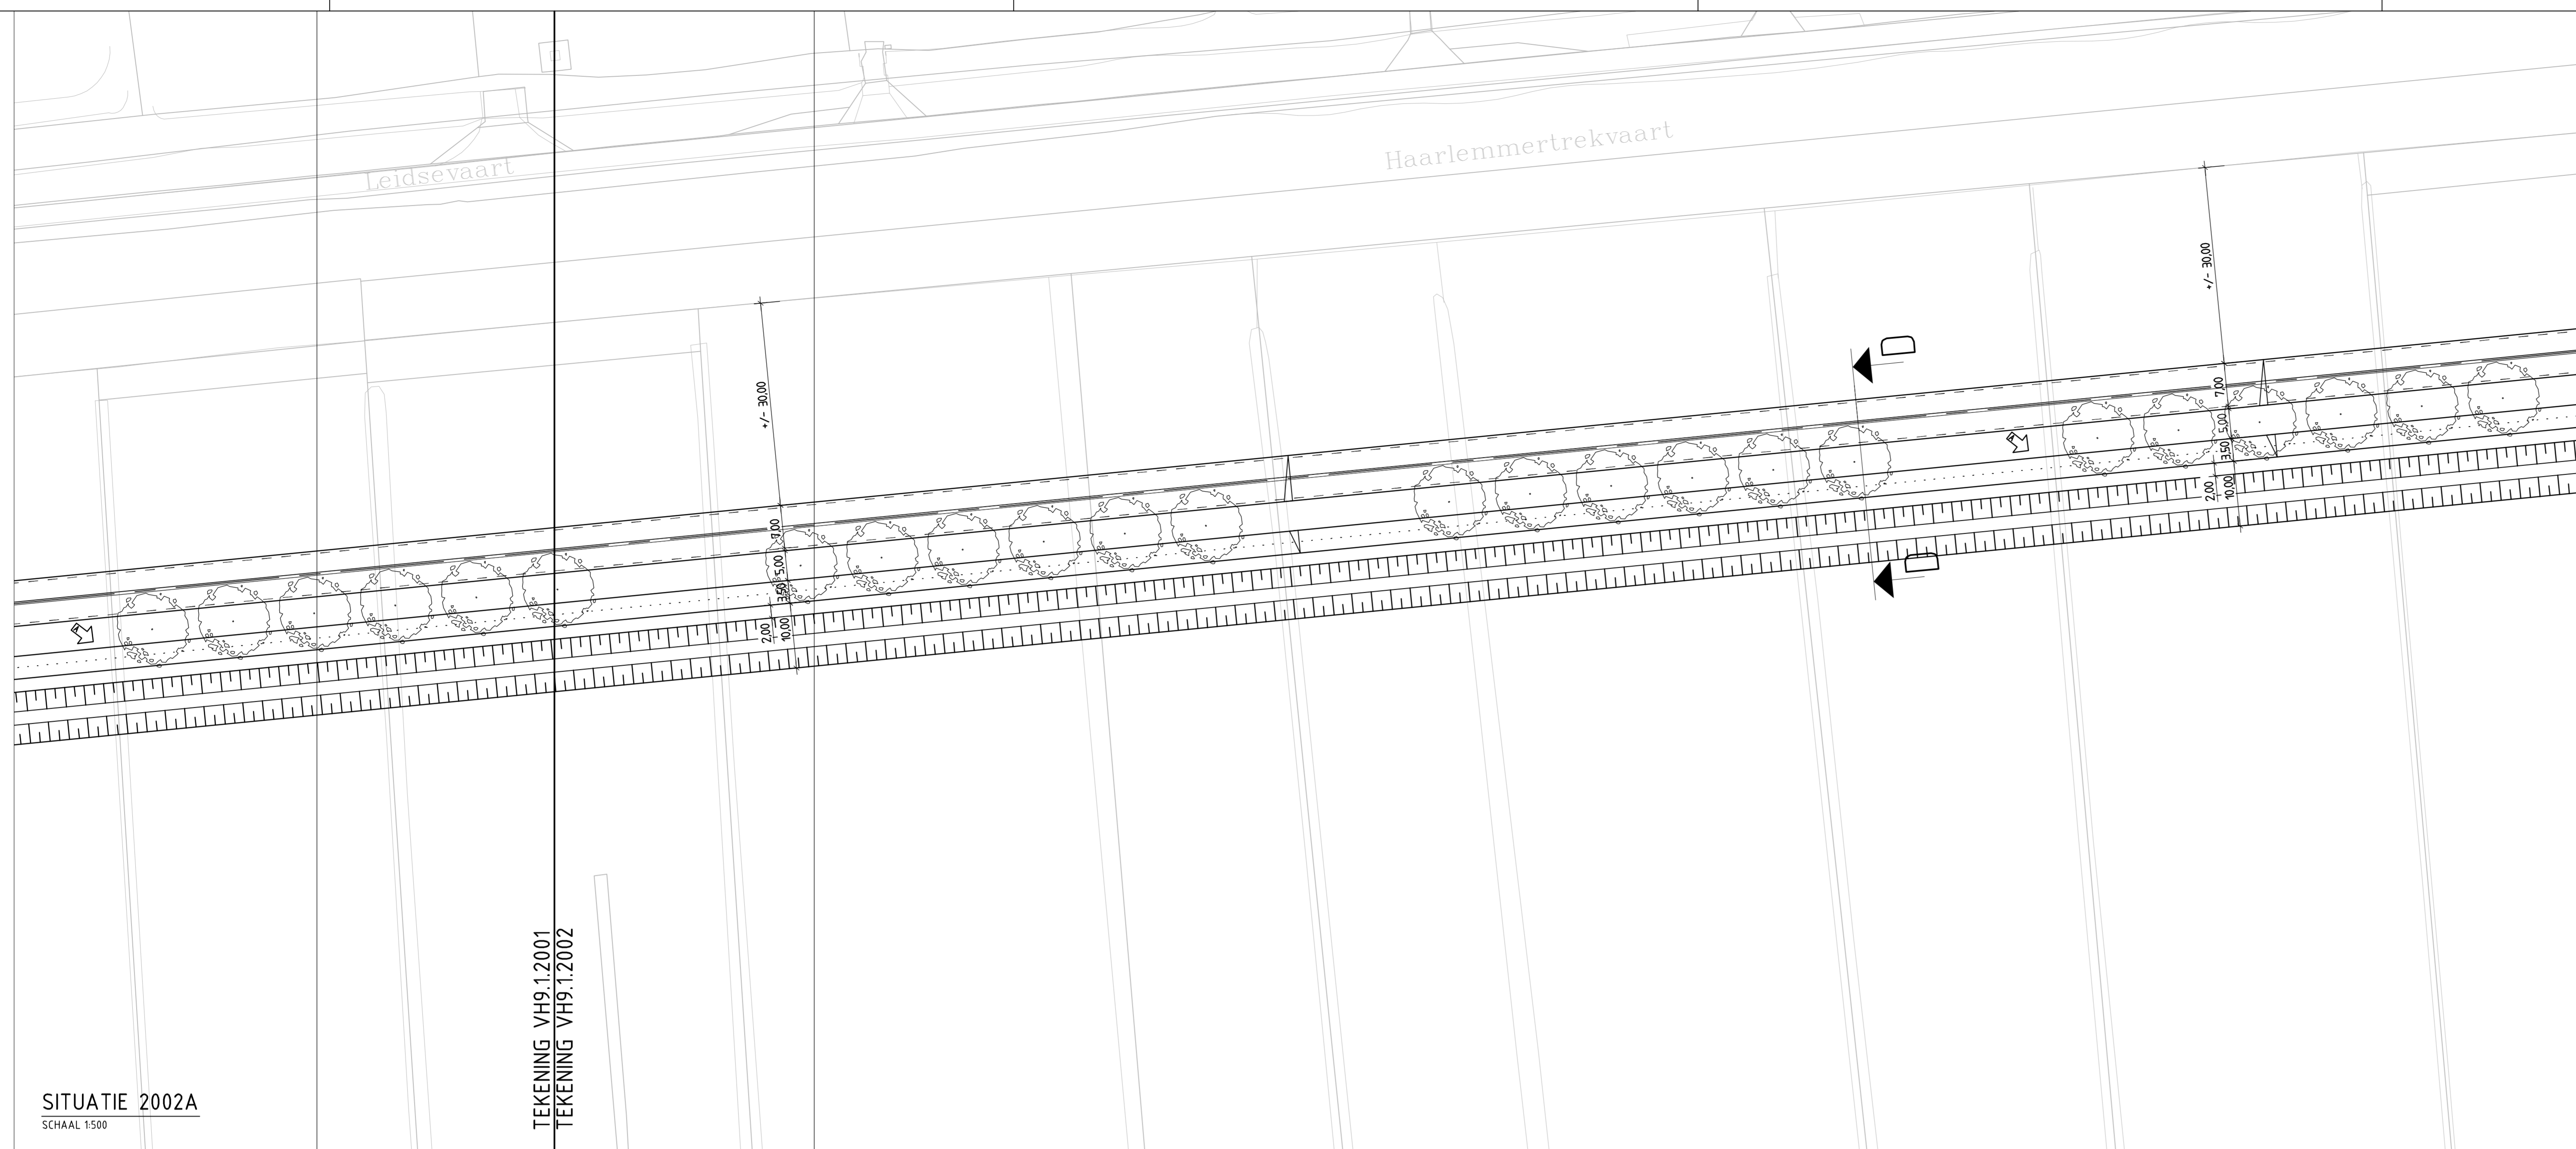 Leidsevaart
Haarlemmertrekvaart
+/- 30.00
7.00
5.00
3.50
2.00
10.00
D
D
+/- 30.00
7.00
5.00
3.50
2.00
10.00
TEKENING VH9.1.2001
TEKENING VH9.1.2002
SITUATIE 2002A
SCHAAL 1:500